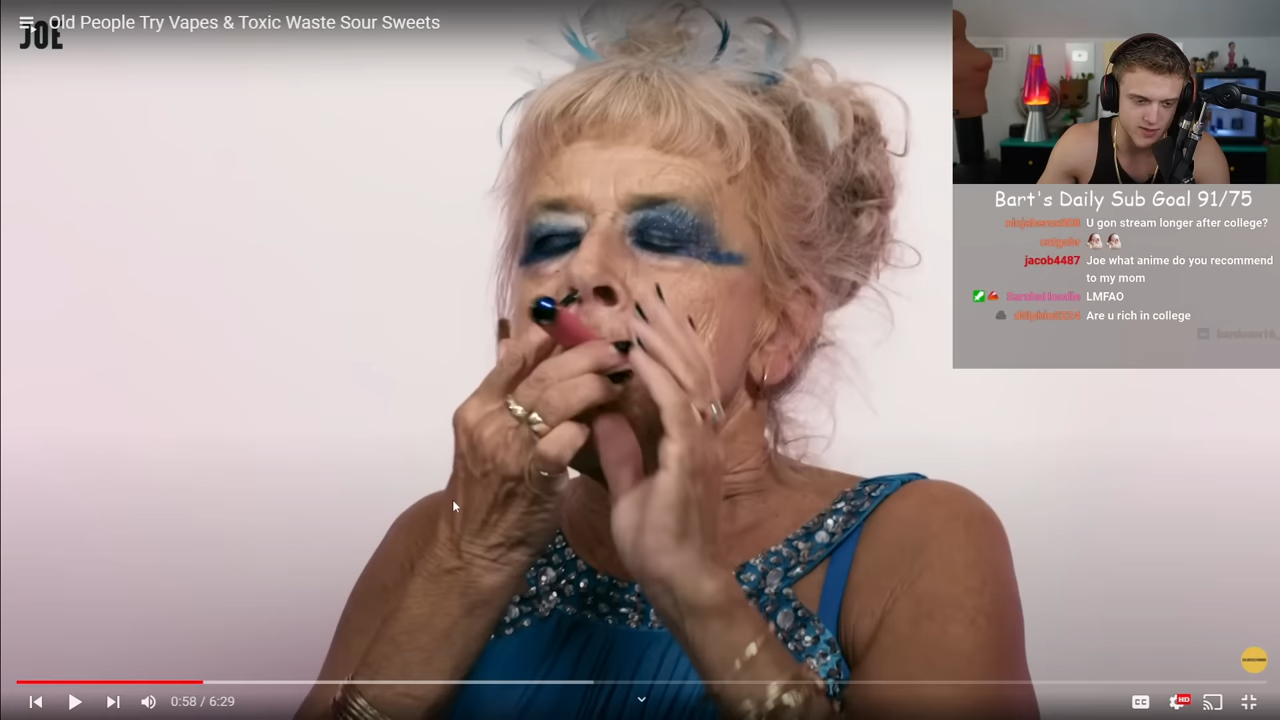 Old People Try Vapes & Toxic Waste Sour Sweets
JOE
Bart's Daily Sub Goal 91/75
U gon stream longer after college?
jacob4487 Joe what anime do you recommend
to my mom
LMFAO
Are u rich in college
0:58 / 6:29
CC
HD